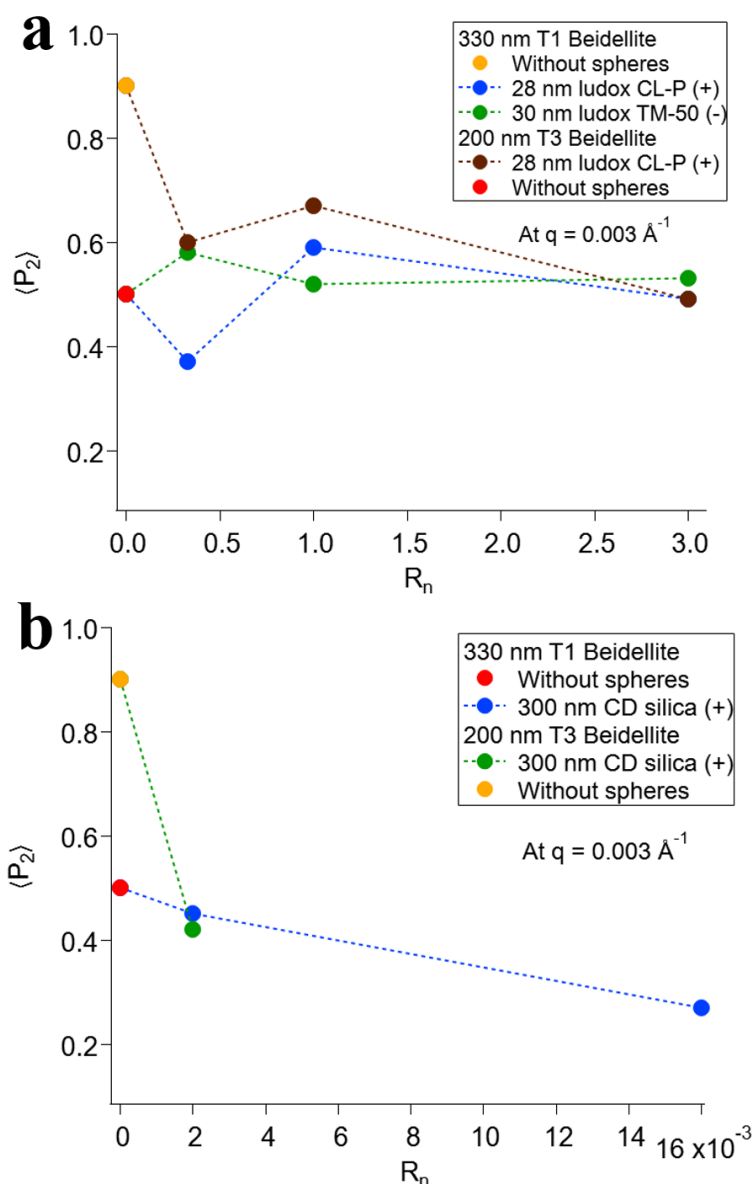 a
1.0
0.8
0.6
0.4
0.2
⟨P₂⟩
330 nm T1 Beidellite
Without spheres
28 nm ludox CL-P (+)
30 nm ludox TM-50 (-)
200 nm T3 Beidellite
28 nm ludox CL-P (+)
Without spheres
At q = 0.003 Å⁻¹
0.0 0.5 1.0 1.5 2.0 2.5 3.0
Rₙ
b
1.0
0.8
0.6
0.4
0.2
⟨P₂⟩
330 nm T1 Beidellite
Without spheres
300 nm CD silica (+)
200 nm T3 Beidellite
300 nm CD silica (+)
Without spheres
At q = 0.003 Å⁻¹
0 2 4 6 8 10 12 14 16 x10⁻³
Rₙ